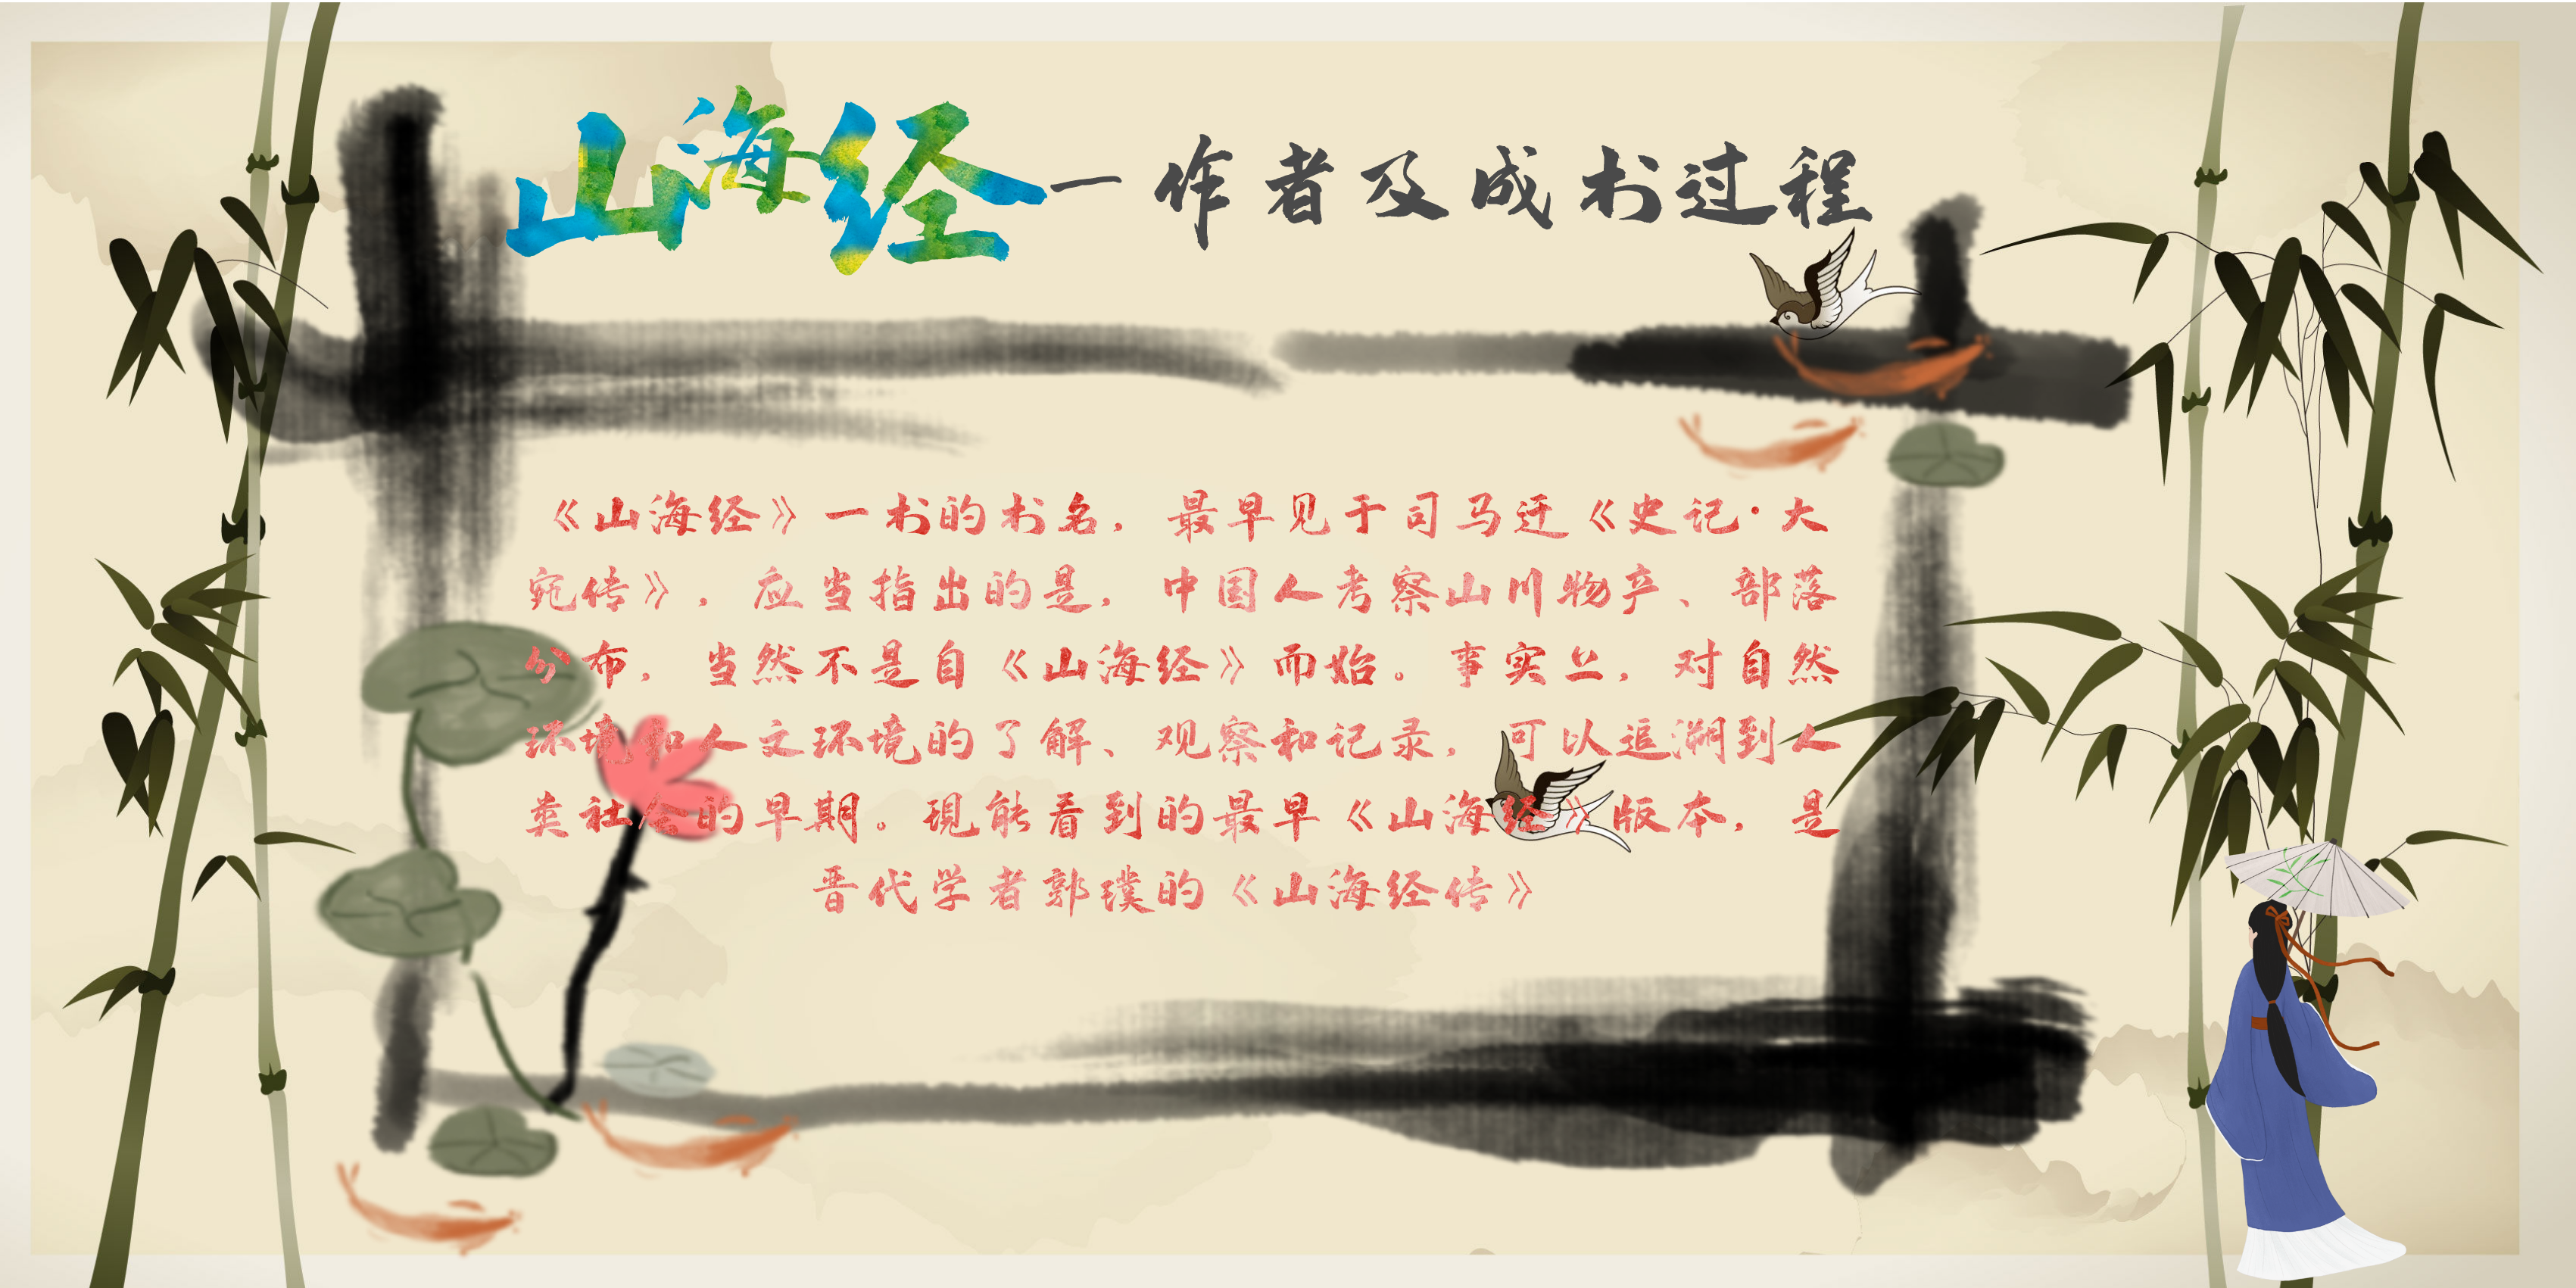 山海经一作者及成书过程
《山海经》一书的书名，最早见于司马迁《史记·大
宛传》，应当指出的是，中国人考察山川物产、部落
分布，当然不是自《山海经》而始。事实上，对自然
环境和人文环境的了解、观察和记录，可以追溯到人
类社会的早期。现能看到的最早《山海经》版本，是
晋代学者郭璞的《山海经传》